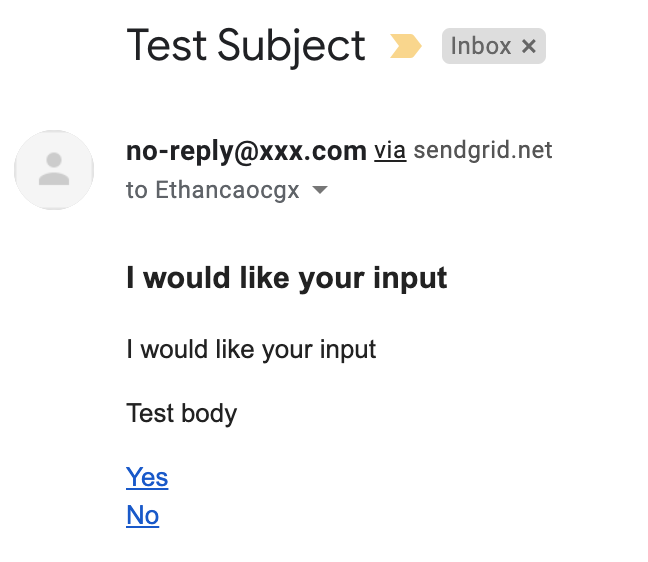 Test Subject Inbox ×
no-reply@xxx.com via sendgrid.net
to Ethancaocgx
I would like your input
I would like your input
Test body
Yes
No